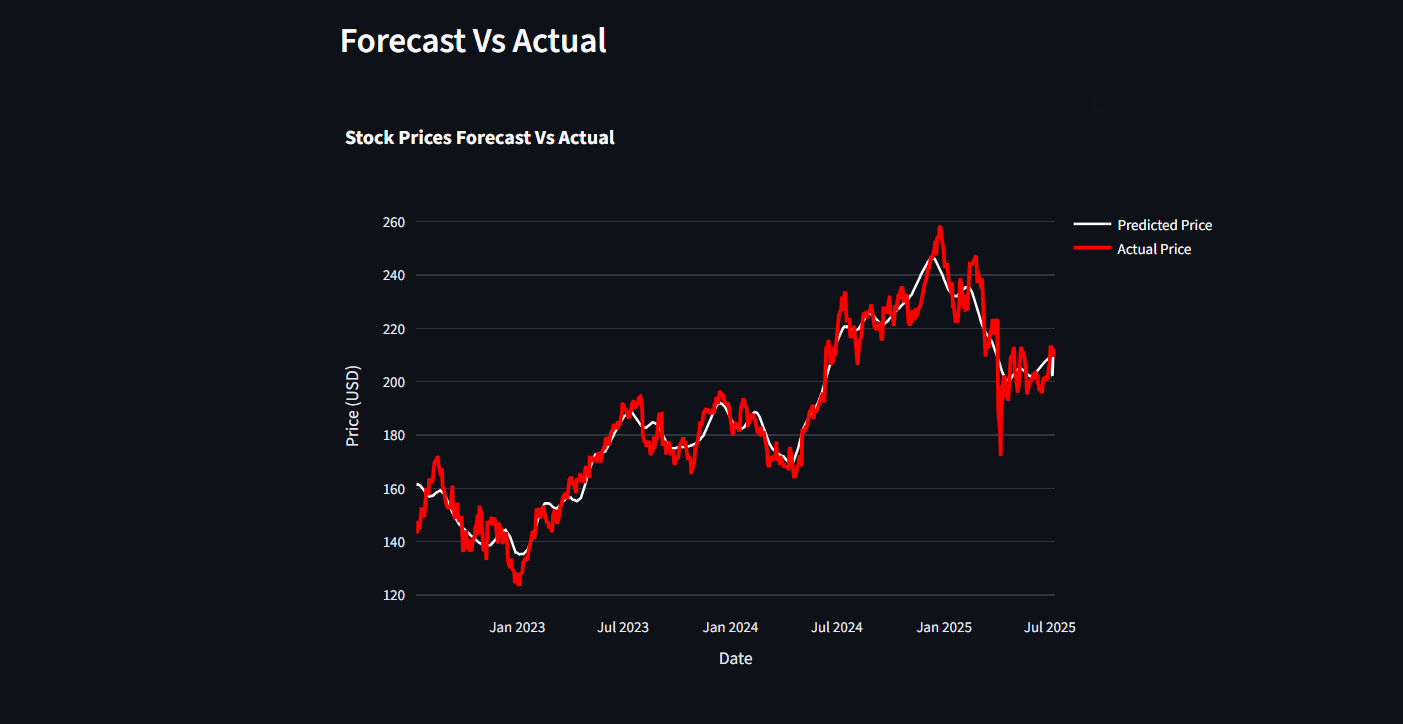 Forecast Vs Actual
Stock Prices Forecast Vs Actual
260
240
220
200
180
160
140
120
Price (USD)
Jan 2023
Jul 2023
Jan 2024
Jul 2024
Jan 2025
Jul 2025
Date
Predicted Price
Actual Price